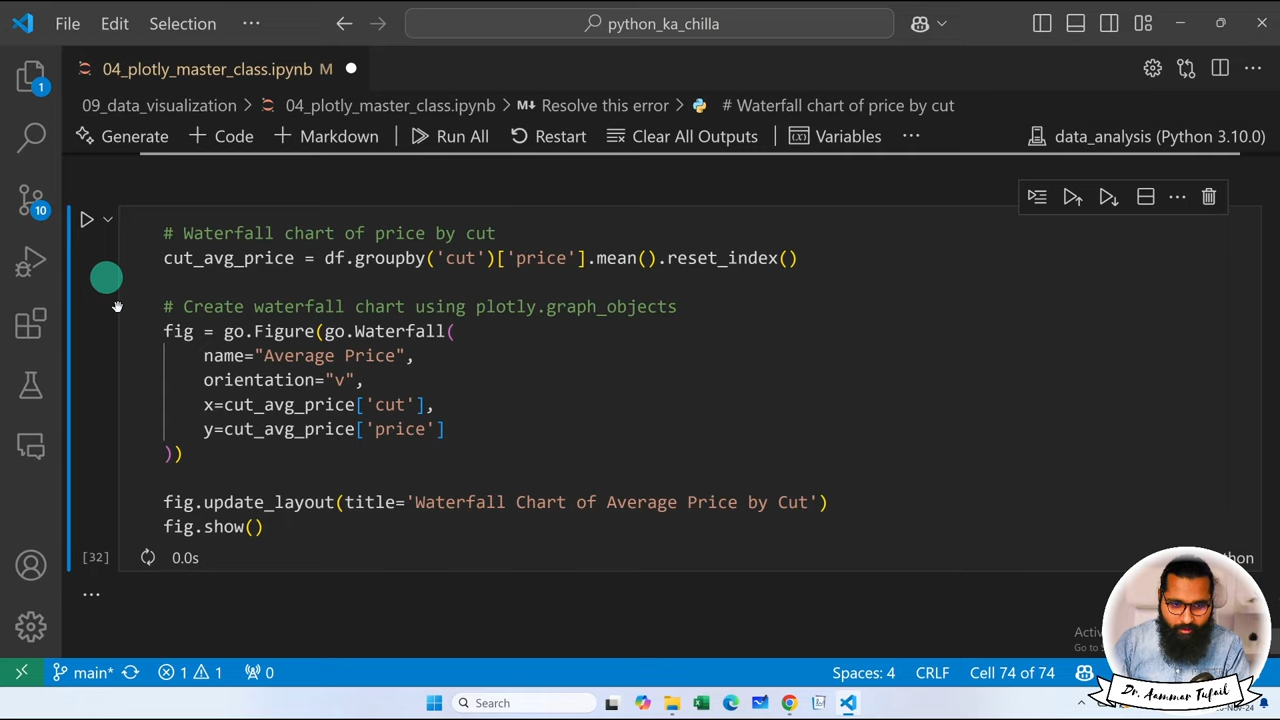 File Edit Selection ··· python_ka_chilla
04_plotly_master_class.ipynb M
09_data_visualization > 04_plotly_master_class.ipynb > M↓ Resolve this error > # Waterfall chart of price by cut
Generate + Code + Markdown | Run All Restart Clear All Outputs | Variables ··· data_analysis (Python 3.10.0)
1
10
# Waterfall chart of price by cut
cut_avg_price = df.groupby('cut')['price'].mean().reset_index()
# Create waterfall chart using plotly.graph_objects
fig = go.Figure(go.Waterfall(
name="Average Price",
orientation="v",
x=cut_avg_price['cut'],
y=cut_avg_price['price']
))
fig.update_layout(title='Waterfall Chart of Average Price by Cut')
fig.show()
[32] 0.0s
...
main* 1 1 0 Spaces: 4 CRLF Cell 74 of 74
Dr. Aammar Tufail
Search